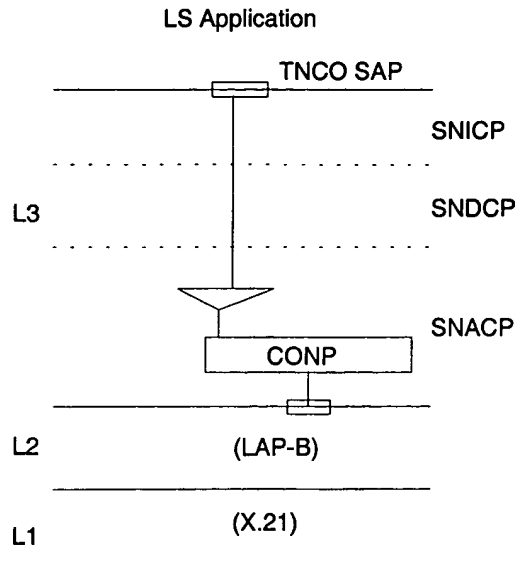 LS Application
TNCO SAP
SNICP
L3
SNDCP
SNACP
CONP
L2
(LAP-B)
(X.21)
L1